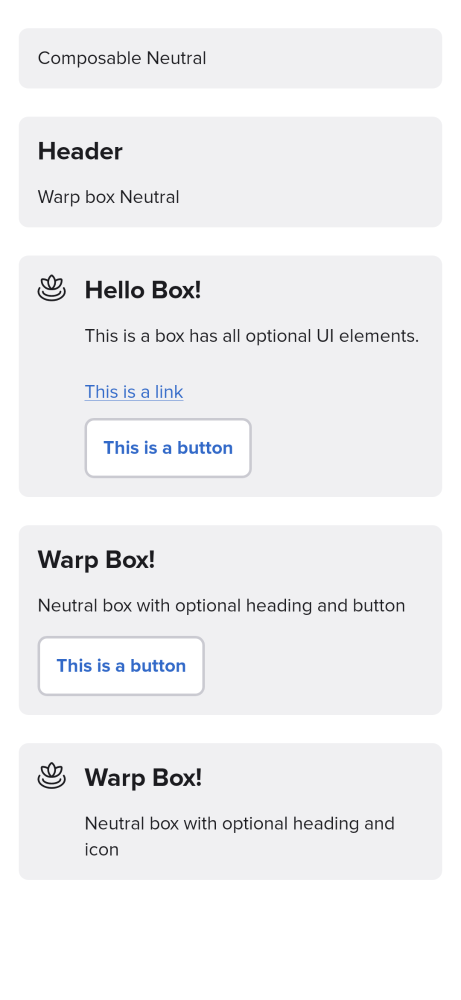 Composable Neutral
Header
Warp box Neutral
Hello Box!
This is a box has all optional UI elements.
This is a link
This is a button
Warp Box!
Neutral box with optional heading and button
This is a button
Warp Box!
Neutral box with optional heading and
icon